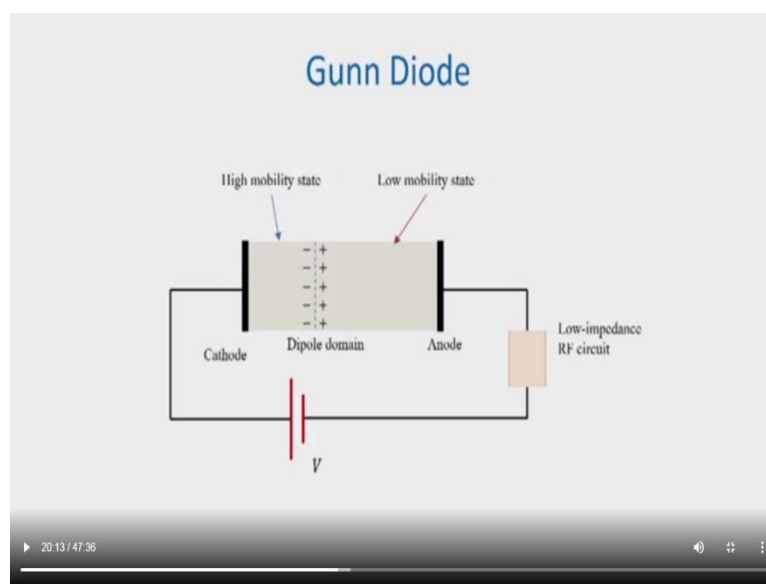 Gunn Diode
High mobility state
Low mobility state
- +
- +
- +
- +
- +
Cathode
Dipole domain
Anode
Low-impedance
RF circuit
V
20:13 / 47:36